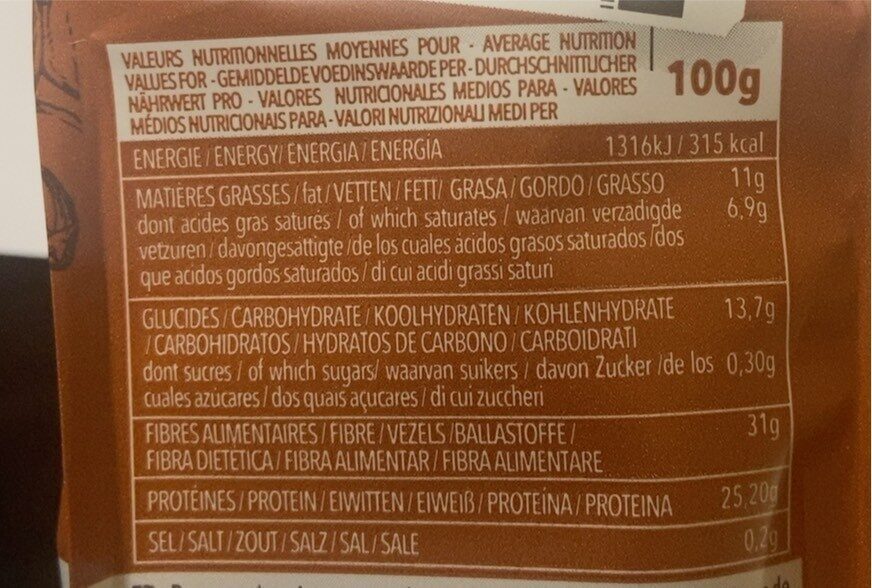 VALEURS NUTRITIONNELLES MOYENNES POUR - AVERAGE NUTRITION
VALUES FOR - GEMIDDELDE VOEDINSWAARDE PER - DURCHSCHNITTLICHER
NÄHRWERT PRO - VALORES NUTRICIONALES MEDIOS PARA - VALORES
MÉDIOS NUTRICIONAIS PARA - VALORI NUTRIZIONALI MEDI PER
100g
ENERGIE / ENERGY/ ENERGIA / ENERGÍA 1316kJ / 315 kcal
MATIÈRES GRASSES / fat / VETTEN / FETT/ GRASA / GORDO / GRASSO 11g
dont acides gras saturés / of which saturates / waarvan verzadigde 6,9g
vetzuren / davongesättigte /de los cuales ácidos grasos saturados /dos
que acidos gordos saturados / di cui acidi grassi saturi
GLUCIDES / CARBOHYDRATE / KOOLHYDRATEN / KOHLENHYDRATE 13,7g
/ CARBOHIDRATOS / HYDRATOS DE CARBONO / CARBOIDRATI
dont sucres / of which sugars/ waarvan suikers / davon Zucker /de los 0,30g
cuales azúcares / dos quais açucares / di cui zuccheri
FIBRES ALIMENTAIRES / FIBRE / VEZELS /BALLASTOFFE / 31g
FIBRA DIETETICA / FIBRA ALIMENTAR / FIBRA ALIMENTARE
PROTÉINES / PROTEIN / EIWITTEN / EIWEIß / PROTEÍNA / PROTEINA 25,20g
SEL / SALT / ZOUT / SALZ / SAL / SALE 0,2g